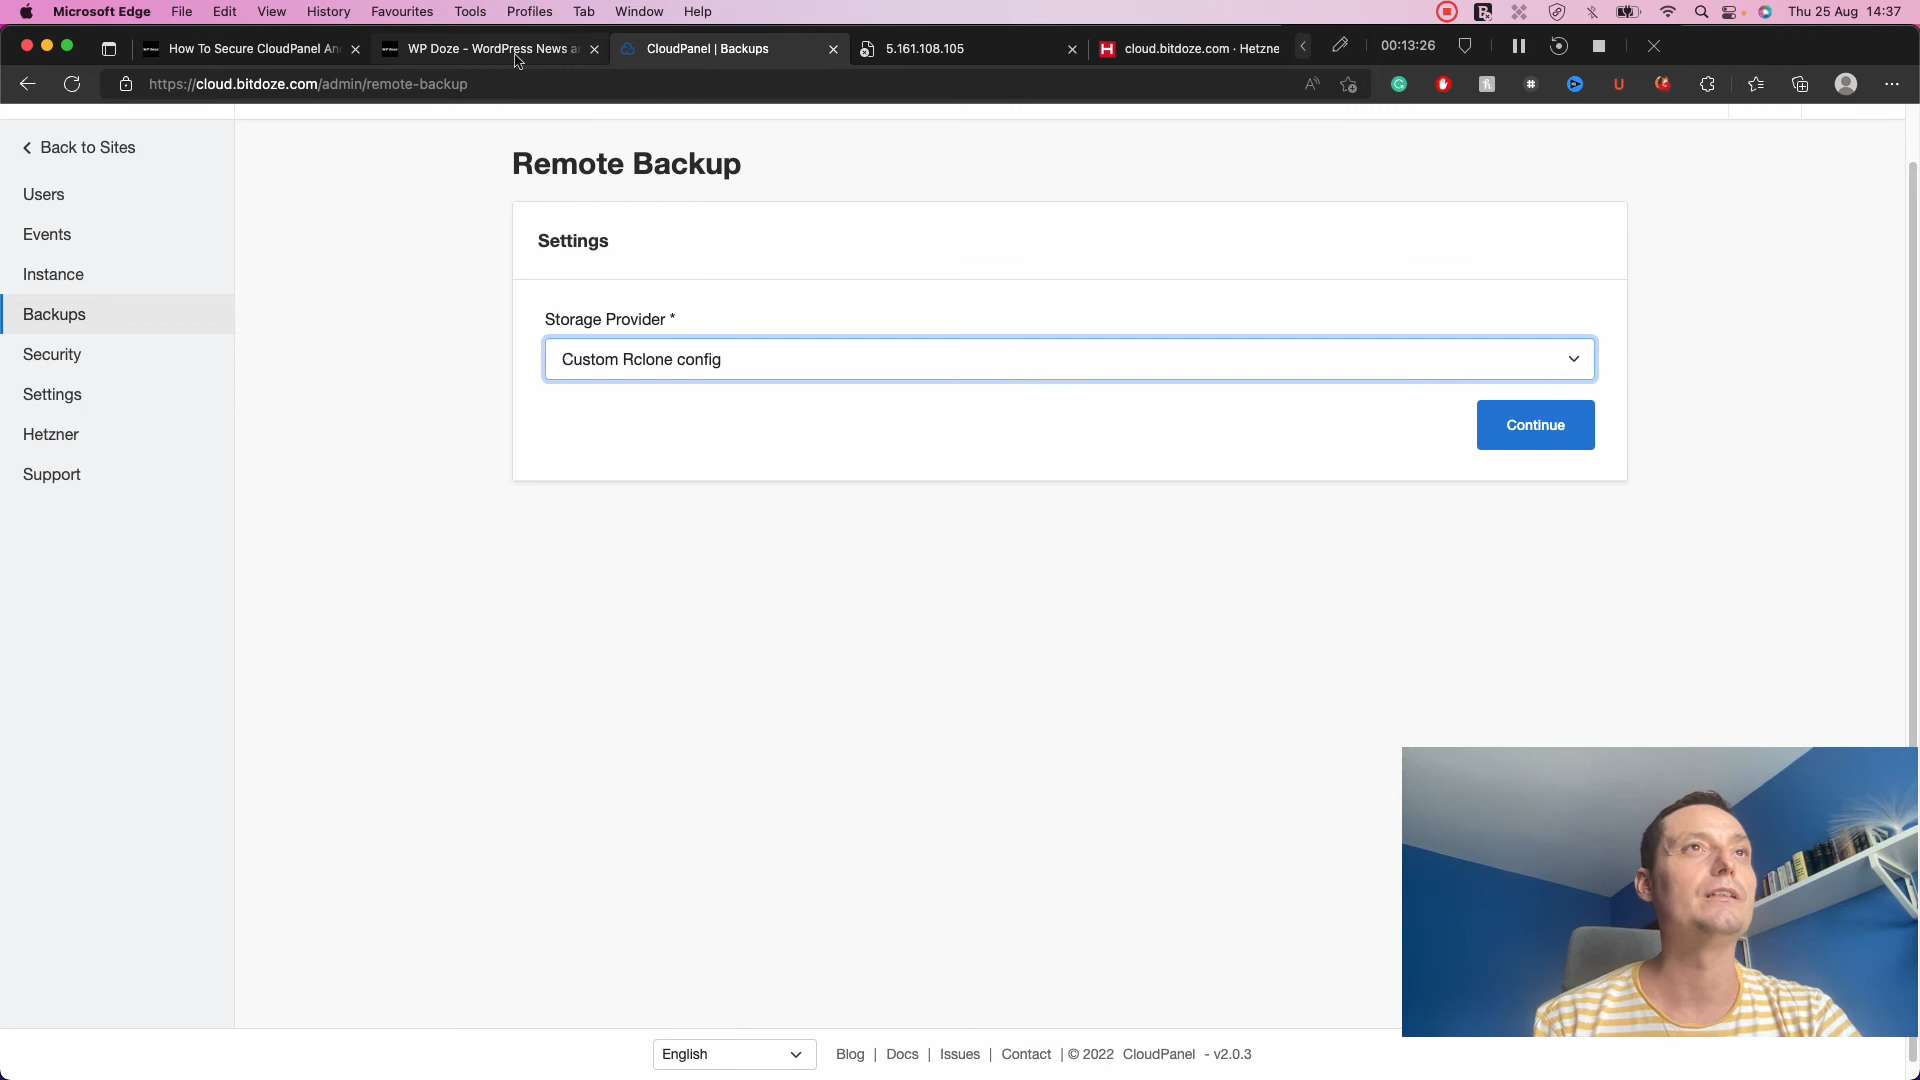 Microsoft Edge File Edit View History Favourites Tools Profiles Tab Window Help Thu 25 Aug 14:37
How To Secure CloudPanel An WP Doze - WordPress News a CloudPanel | Backups 5.161.108.105 cloud.bitdoze.com · Hetzne 00:13:26
https://cloud.bitdoze.com/admin/remote-backup
Back to Sites
Users
Events
Instance
Backups
Security
Settings
Hetzner
Support
Remote Backup
Settings
Storage Provider *
Custom Rclone config
Continue
English Blog | Docs | Issues | Contact | © 2022 CloudPanel - v2.0.3